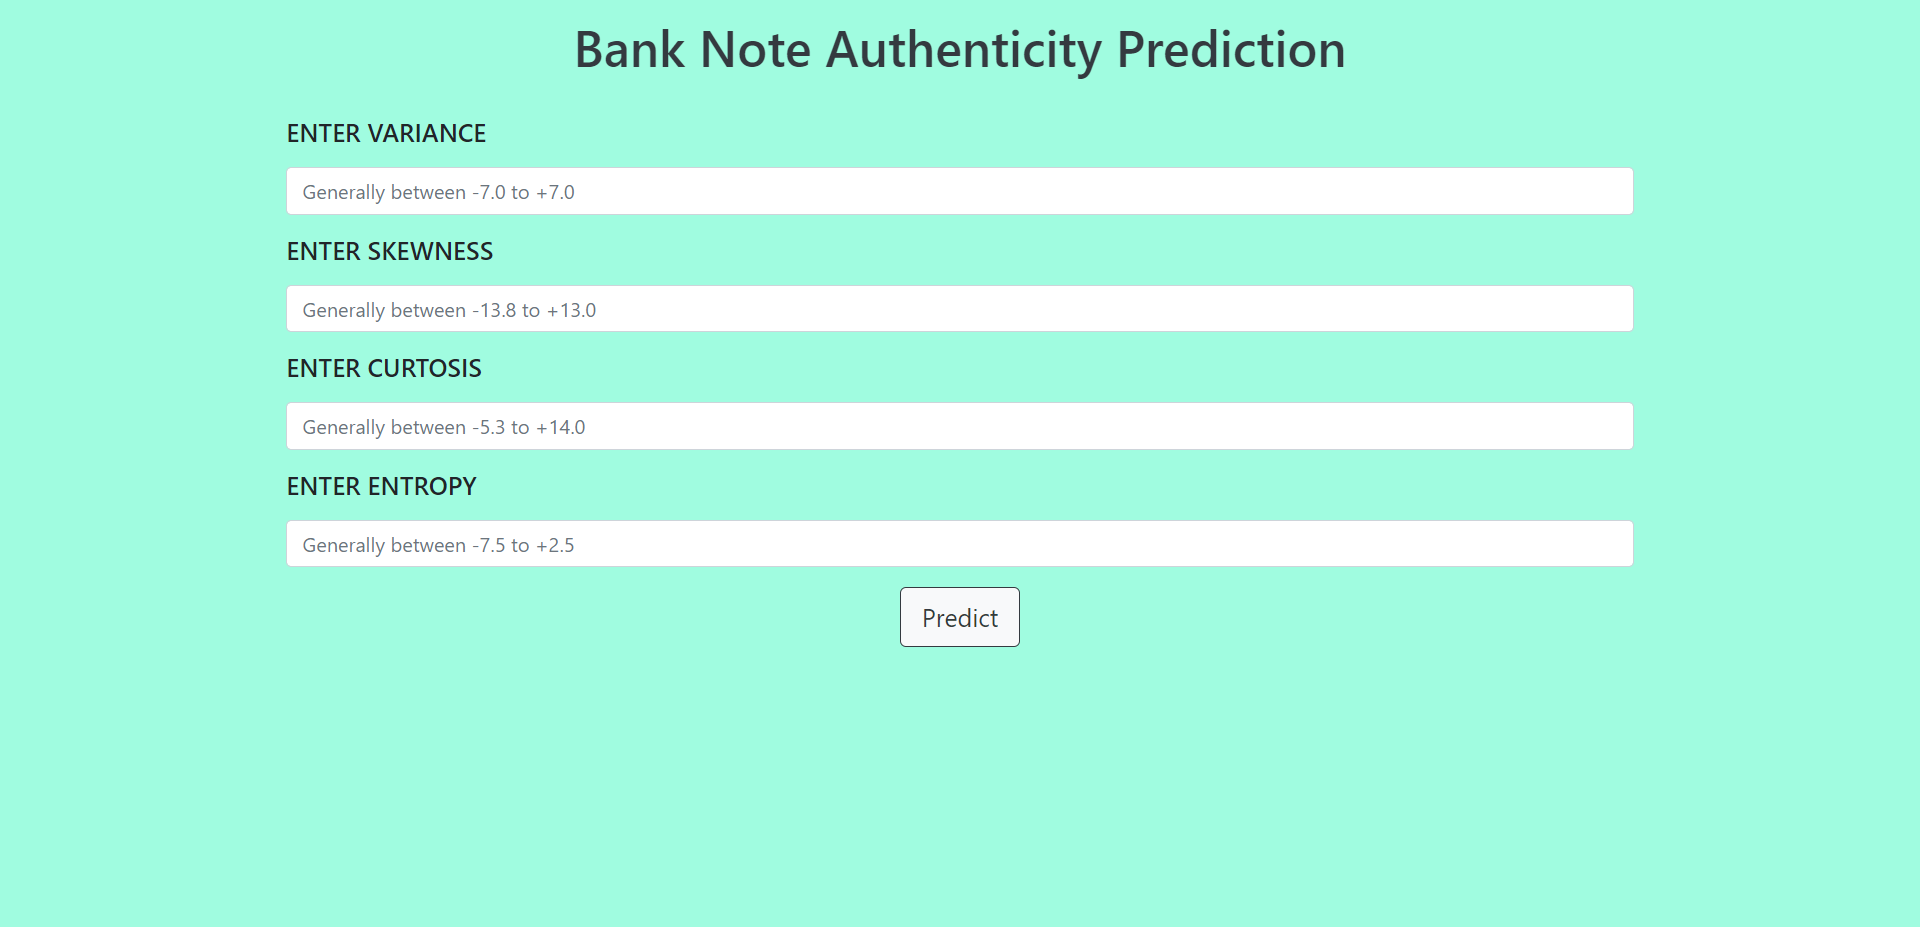 Bank Note Authenticity Prediction
ENTER VARIANCE
Generally between -7.0 to +7.0
ENTER SKEWNESS
Generally between -13.8 to +13.0
ENTER CURTOSIS
Generally between -5.3 to +14.0
ENTER ENTROPY
Generally between -7.5 to +2.5
Predict